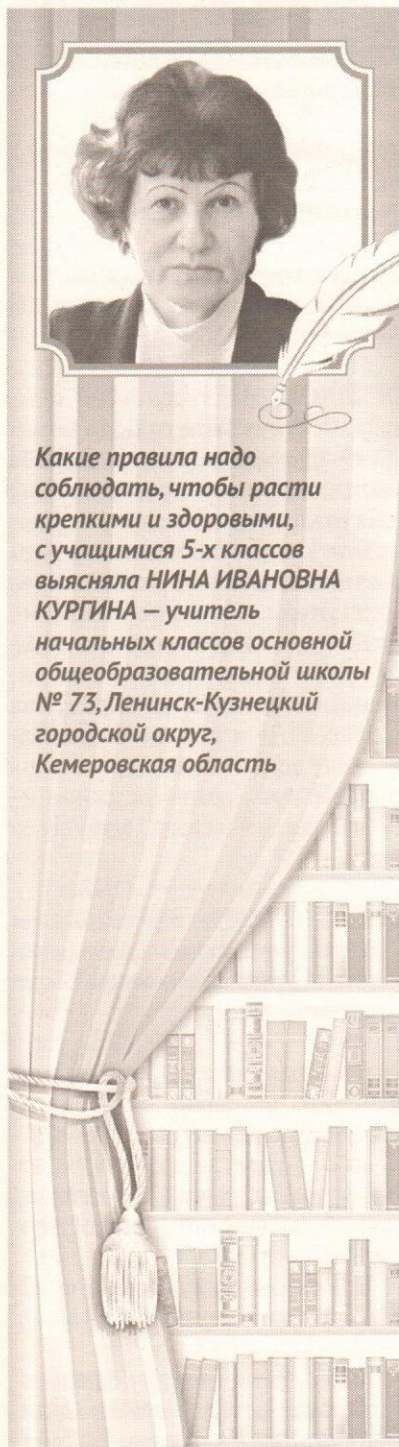 Какие правила надо
соблюдать, чтобы расти
крепкими и здоровыми,
с учащимися 5-х классов
выясняла НИНА ИВАНОВНА
КУРГИНА — учитель
начальных классов основной
общеобразовательной школы
№ 73, Ленинск-Кузнецкий
городской округ,
Кемеровская область